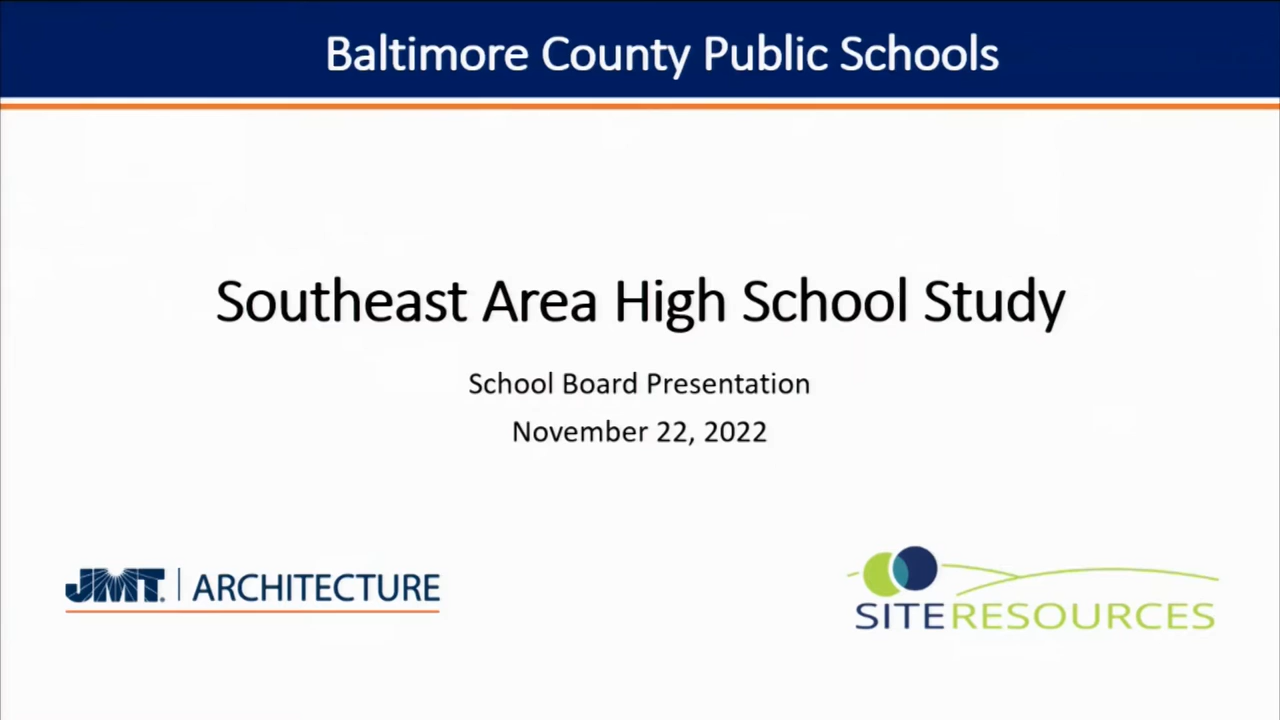 Baltimore County Public Schools
Southeast Area High School Study
School Board Presentation
November 22, 2022
JMT. | ARCHITECTURE
SITERESOURCES